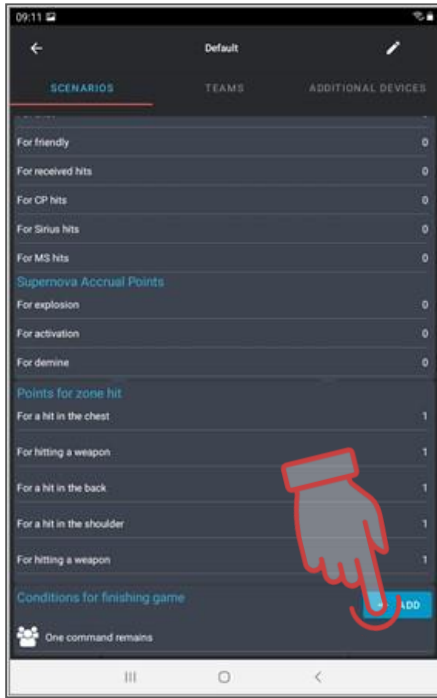 09:11
Default
SCENARIOS TEAMS ADDITIONAL DEVICES
For friendly 0
For received hits 0
For CP hits 0
For Sirius hits 0
For MS hits 0
Supernova Accrual Points
For explosion 0
For activation 0
For demine 0
Points for zone hit
For a hit in the chest 1
For hitting a weapon 1
For a hit in the back 1
For a hit in the shoulder 1
For hitting a weapon 1
Conditions for finishing game ADD
One command remains